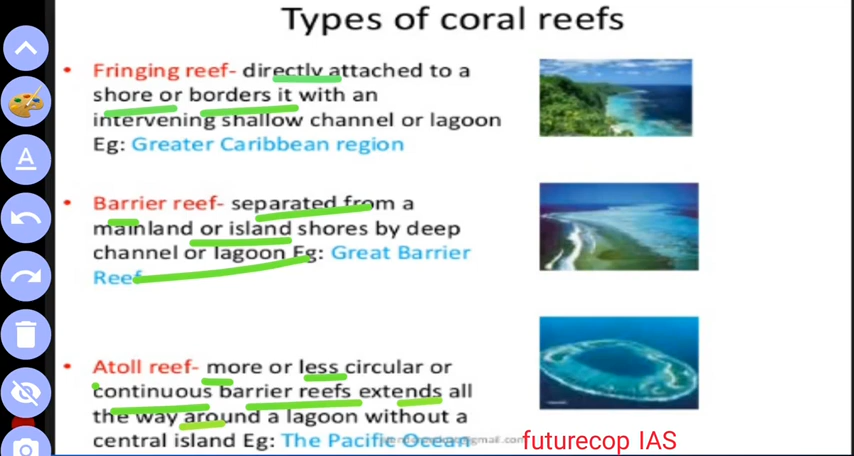 Types of coral reefs
• Fringing reef- directly attached to a
shore or borders it with an
intervening shallow channel or lagoon
Eg: Greater Caribbean region
• Barrier reef- separated from a
mainland or island shores by deep
channel or lagoon Eg: Great Barrier
Reef
• Atoll reef- more or less circular or
continuous barrier reefs extends all
the way around a lagoon without a
central island Eg: The Pacific Ocean
@gmail.com
futurecop IAS
A